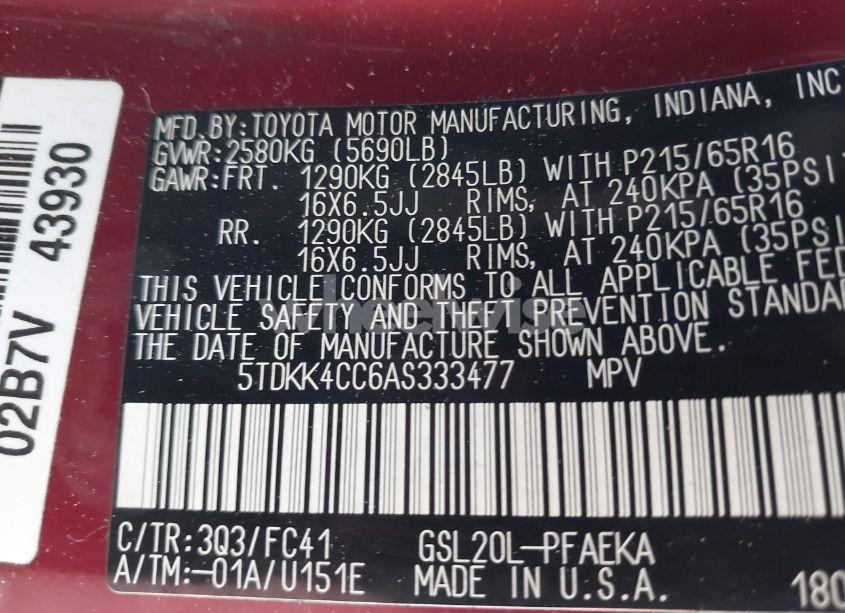 MFD.BY:TOYOTA MOTOR MANUFACTURING, INDIANA, INC
GVWR:2580KG (5690LB)
GAWR:FRT. 1290KG (2845LB) WITH P215/65R16
16X6.5JJ RIMS, AT 240KPA (35PSI
RR. 1290KG (2845LB) WITH P215/65R16
16X6.5JJ RIMS, AT 240KPA (35PSI
THIS VEHICLE CONFORMS TO ALL APPLICABLE FED
VEHICLE SAFETY AND THEFT PREVENTION STANDA
THE DATE OF MANUFACTURE SHOWN ABOVE.
5TDKK4CC6AS333477 MPV
C/TR:3Q3/FC41 GSL20L-PFAEKA
A/TM:-01A/U151E MADE IN U.S.A. 180
02B7V 43930
wheelwise